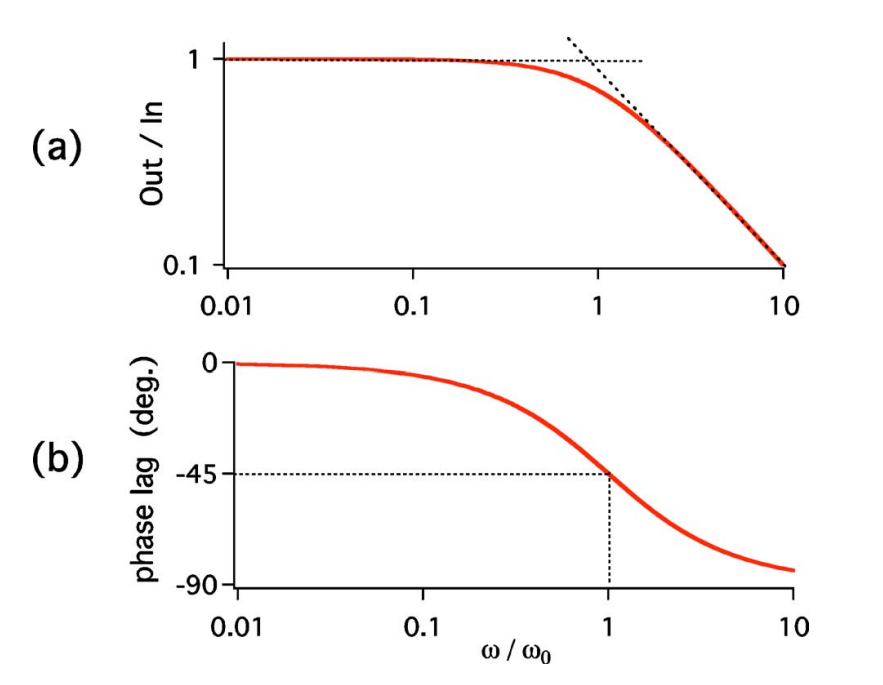 (a)
Out / In
1
0.1
0.01 0.1 1 10
(b)
phase lag (deg.)
0
-45
-90
0.01 0.1 1 10
ω / ω₀